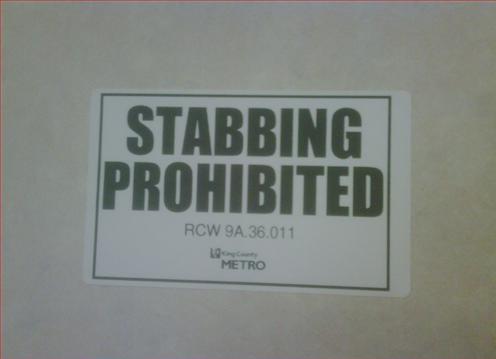 STABBING
PROHIBITED
RCW 9A.36.011
King County
METRO